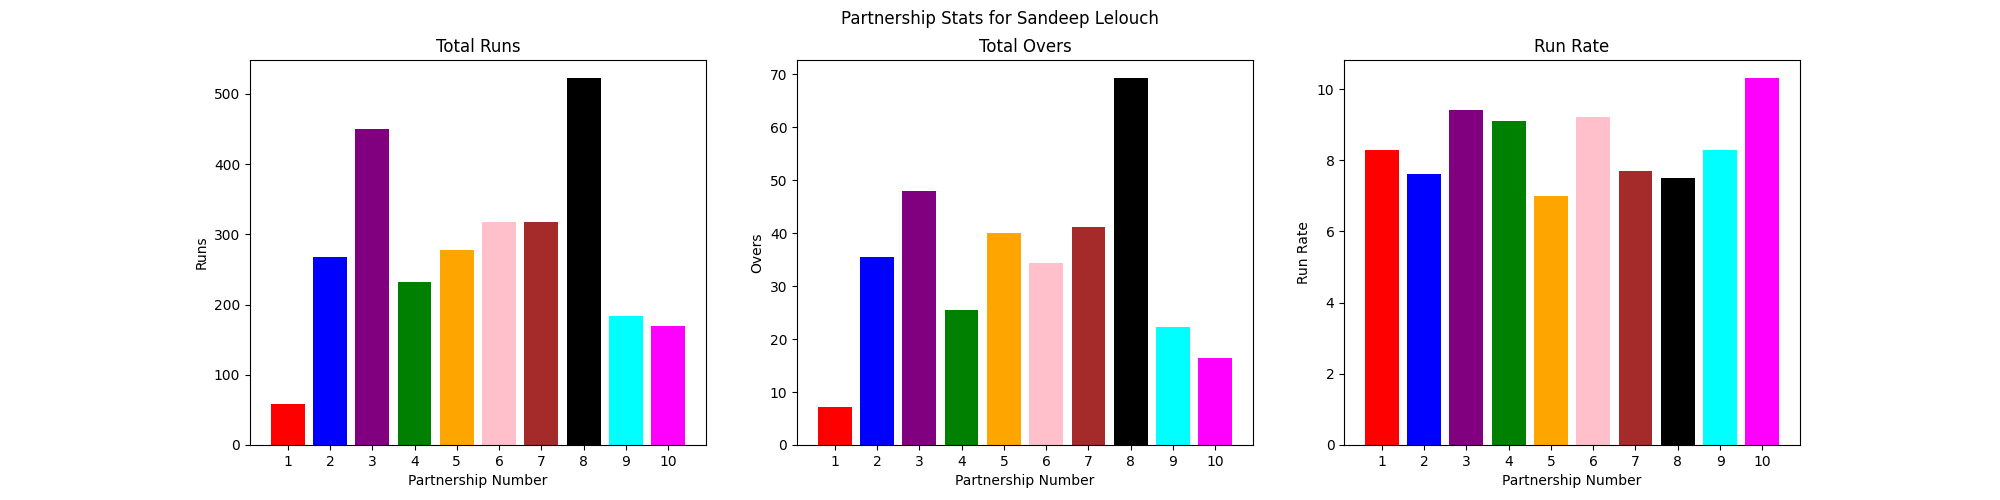 Partnership Stats for Sandeep Lelouch
Total Runs
Runs
500
400
300
200
100
0
1 2 3 4 5 6 7 8 9 10
Partnership Number
Total Overs
Overs
70
60
50
40
30
20
10
0
1 2 3 4 5 6 7 8 9 10
Partnership Number
Run Rate
Run Rate
10
8
6
4
2
0
1 2 3 4 5 6 7 8 9 10
Partnership Number